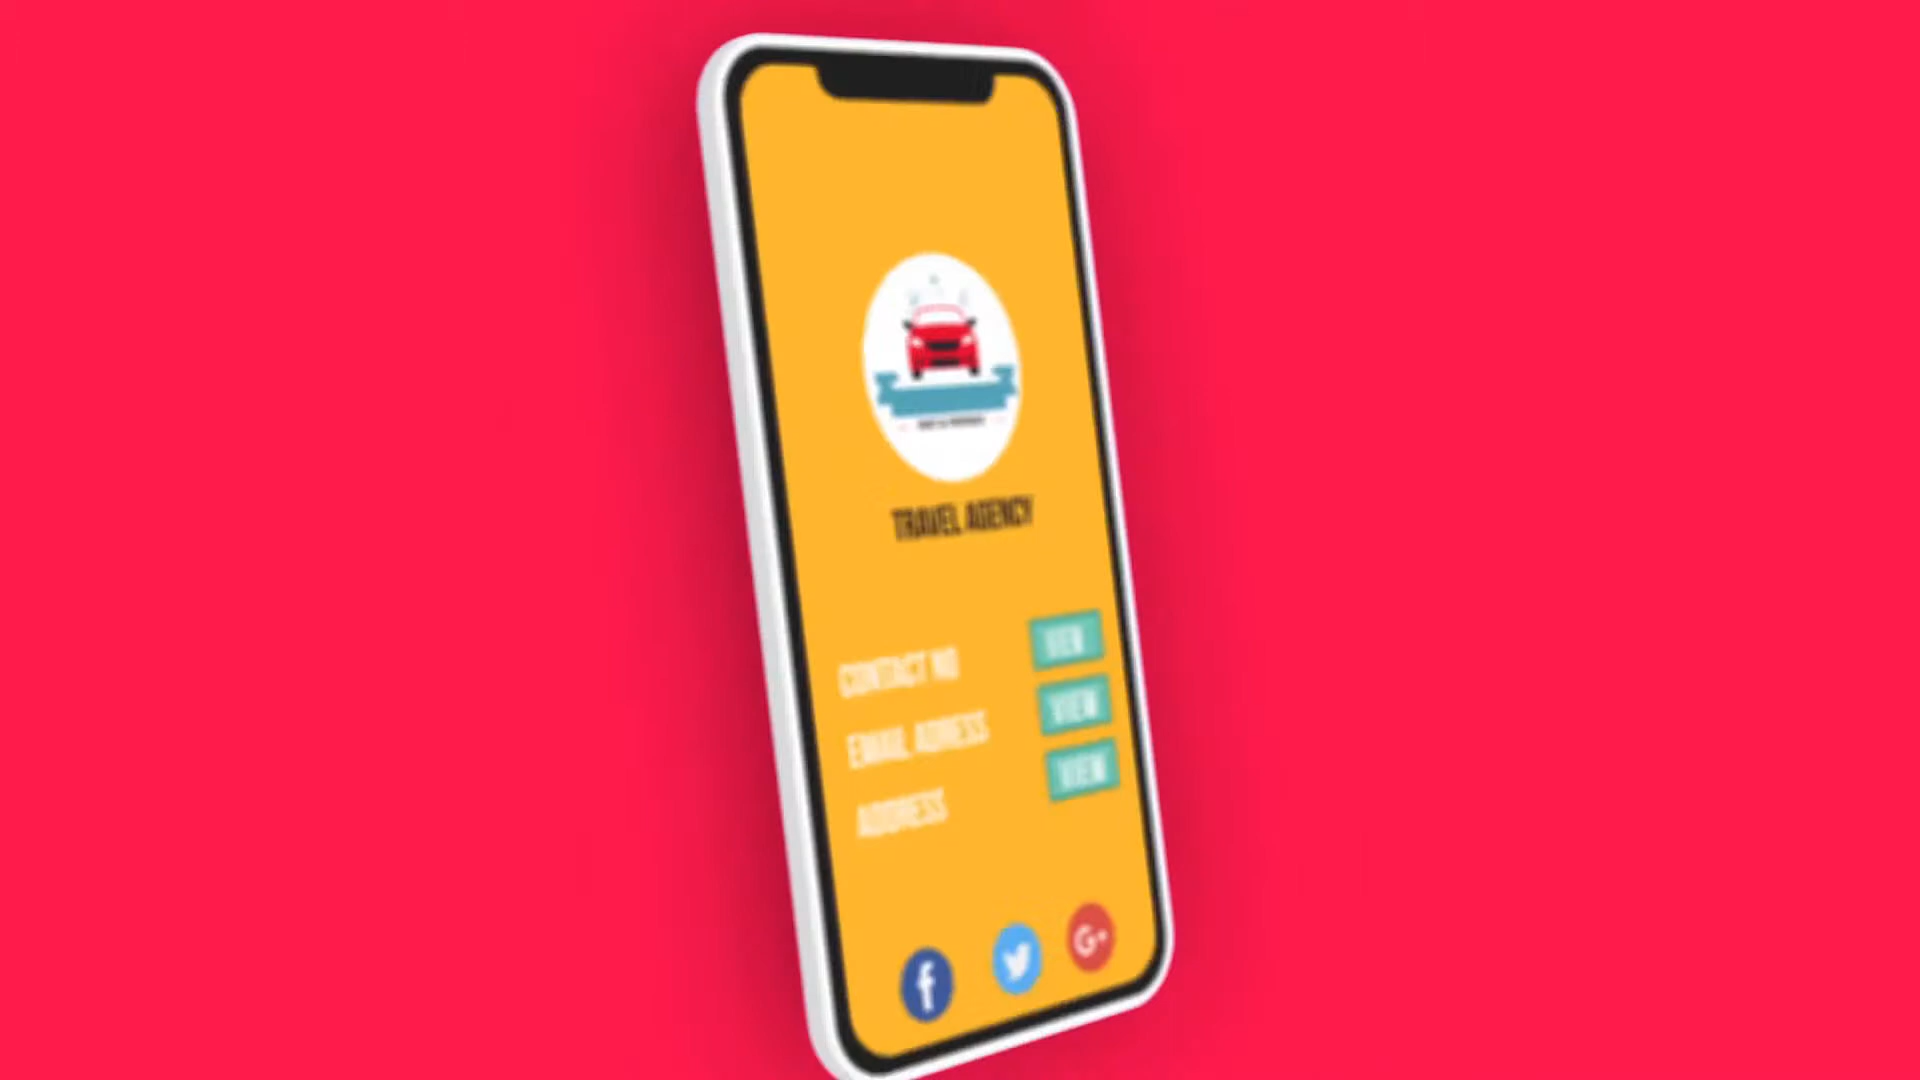 TRAVEL AGENCY
CONTACT NO VIEW
EMAIL ADRESS VIEW
ADDRESS VIEW
f
G+